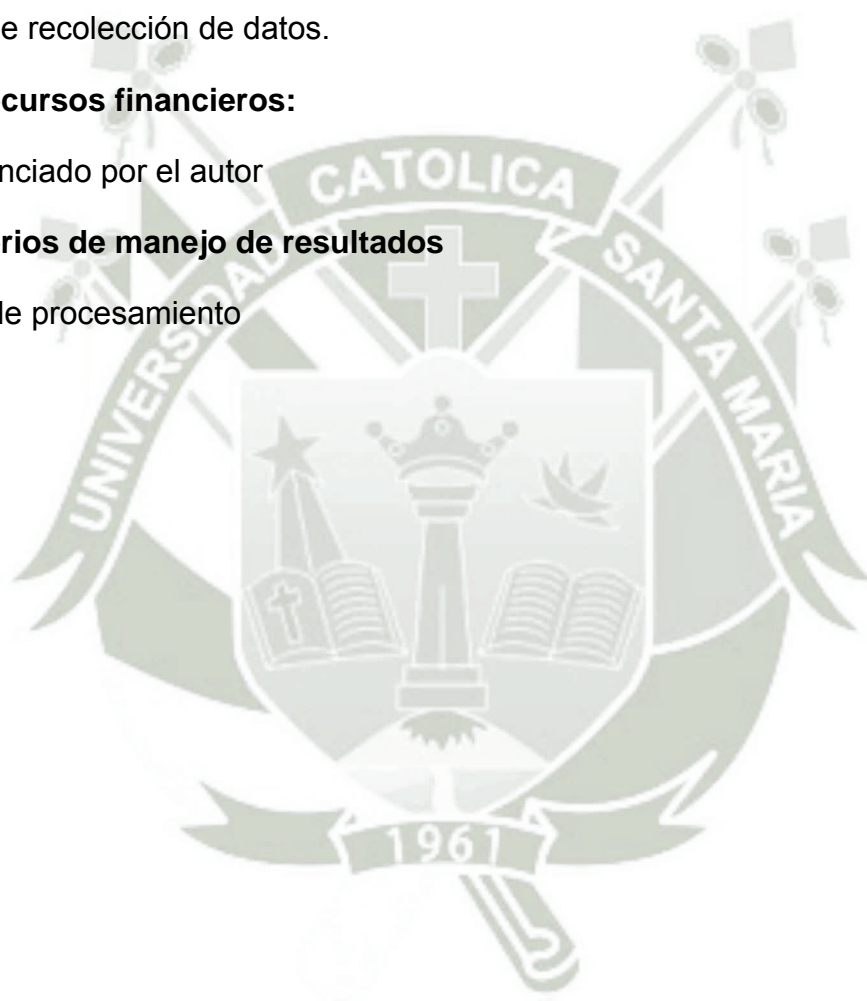 e recolección de datos.
cursos financieros:
nciado por el autor
rios de manejo de resultados
de procesamiento
UNIVERSIDAD CATOLICA SANTA MARIA
1961